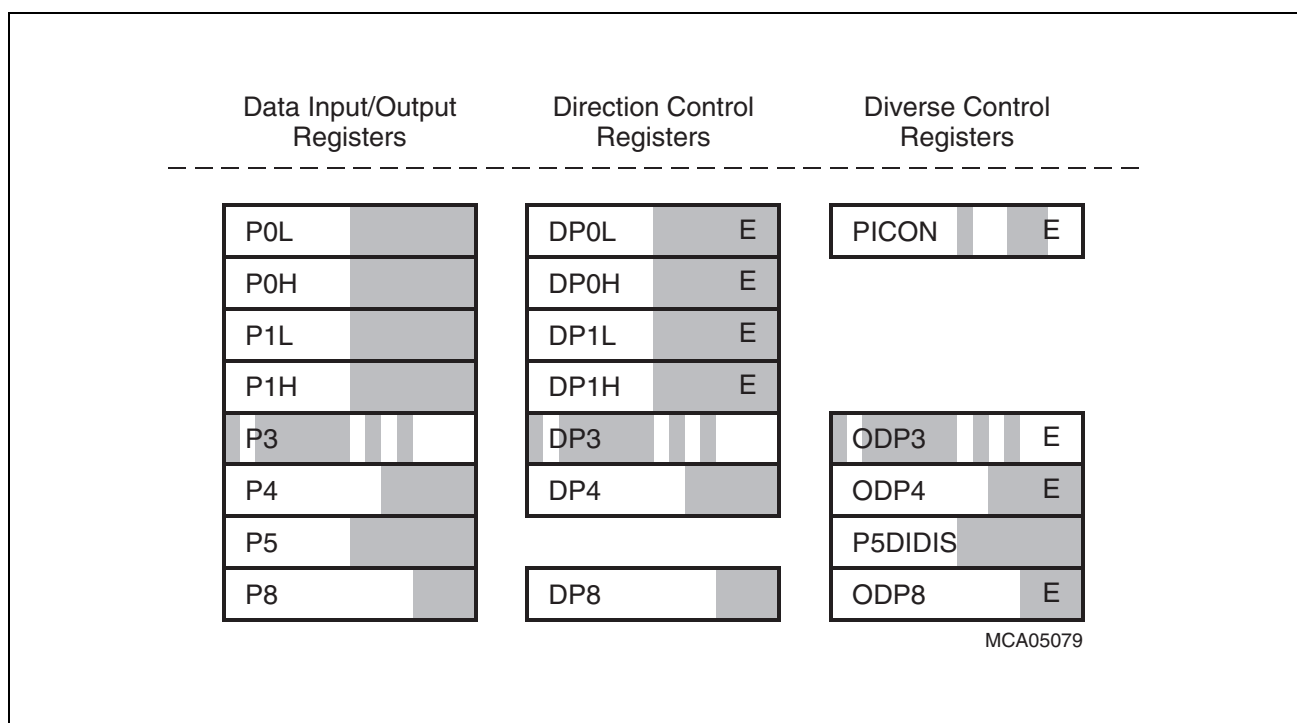 Data Input/Output
Registers
Direction Control
Registers
Diverse Control
Registers
P0L
DP0L E
PICON E
P0H
DP0H E
P1L
DP1L E
P1H
DP1H E
P3
DP3
ODP3 E
P4
DP4
ODP4 E
P5
P5DIDIS
P8
DP8
ODP8 E
MCA05079